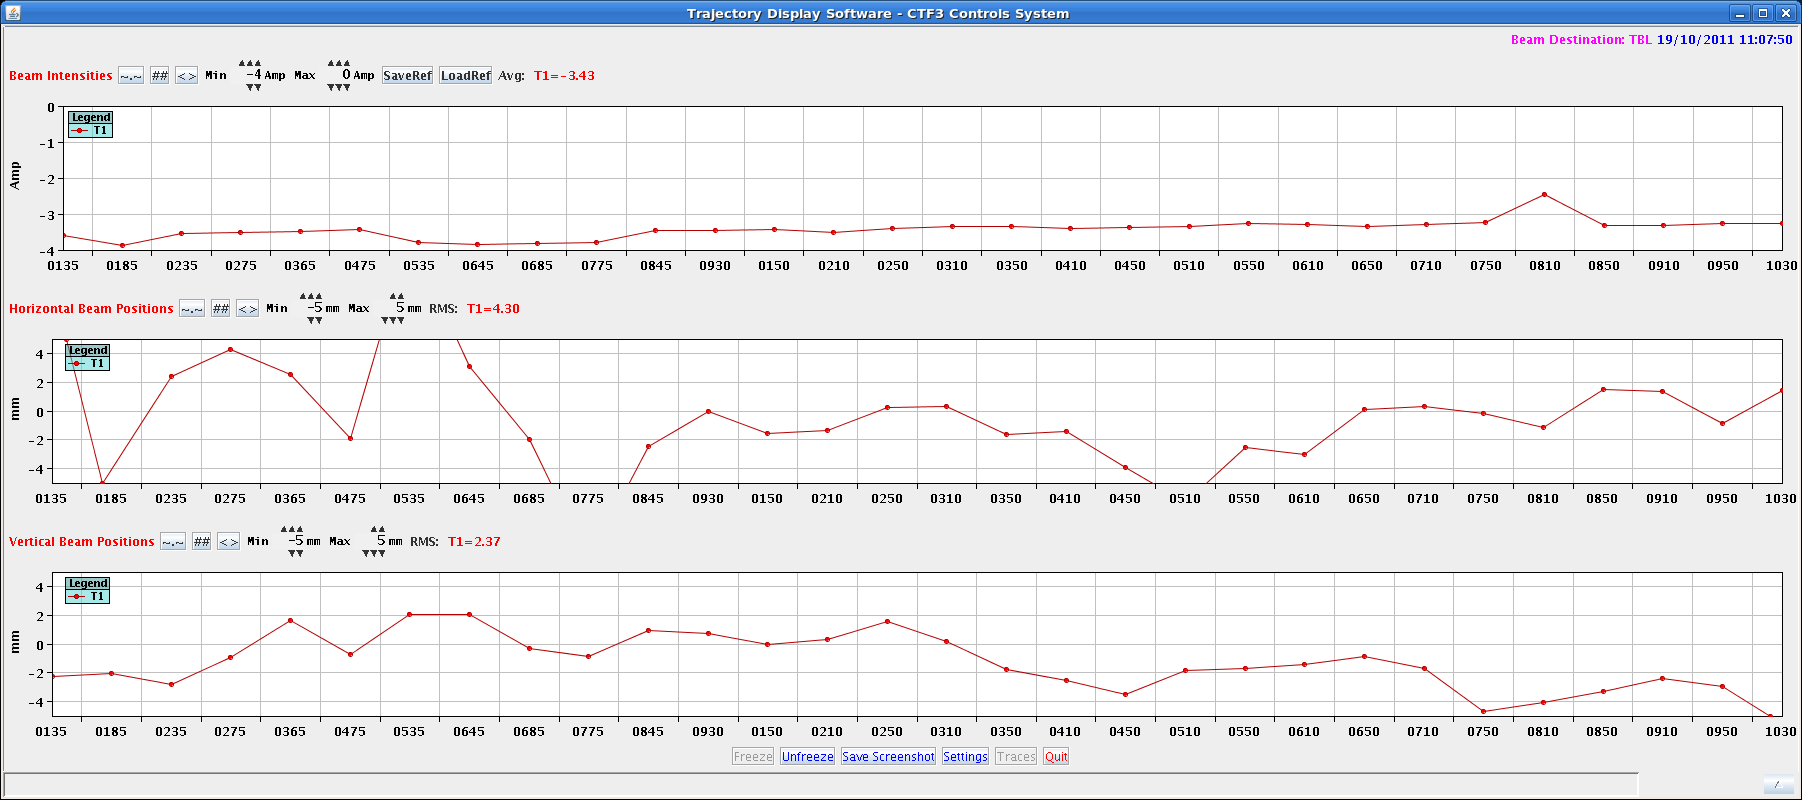 Trajectory Display Software - CTF3 Controls System
Beam Destination: TBL 19/10/2011 11:07:50
Beam Intensities ~.~ ## <> Min -4 Amp Max 0 Amp SaveRef LoadRef Avg: T1=-3.43
Legend
T1
0
-1
-2
-3
-4
Amp
0135 0185 0235 0275 0365 0475 0535 0645 0685 0775 0845 0930 0150 0210 0250 0310 0350 0410 0450 0510 0550 0610 0650 0710 0750 0810 0850 0910 0950 1030
Horizontal Beam Positions ~.~ ## <> Min -5 mm Max 5 mm RMS: T1=4.30
Legend
T1
4
2
0
-2
-4
mm
0135 0185 0235 0275 0365 0475 0535 0645 0685 0775 0845 0930 0150 0210 0250 0310 0350 0410 0450 0510 0550 0610 0650 0710 0750 0810 0850 0910 0950 1030
Vertical Beam Positions ~.~ ## <> Min -5 mm Max 5 mm RMS: T1=2.37
Legend
T1
4
2
0
-2
-4
mm
0135 0185 0235 0275 0365 0475 0535 0645 0685 0775 0845 0930 0150 0210 0250 0310 0350 0410 0450 0510 0550 0610 0650 0710 0750 0810 0850 0910 0950 1030
Freeze Unfreeze Save Screenshot Settings Traces Quit
/